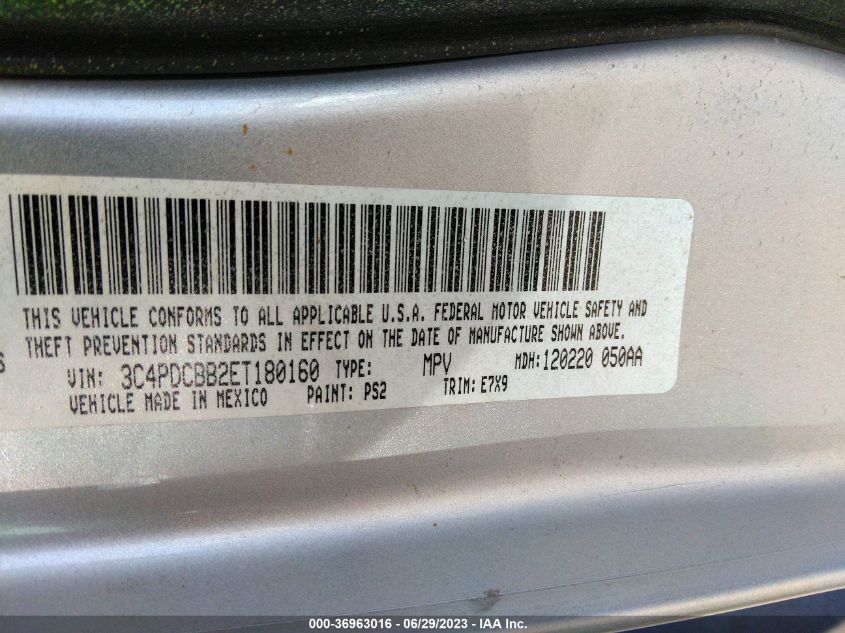 THIS VEHICLE CONFORMS TO ALL APPLICABLE U.S.A. FEDERAL MOTOR VEHICLE SAFETY AND
THEFT PREVENTION STANDARDS IN EFFECT ON THE DATE OF MANUFACTURE SHOWN ABOVE.
S
VIN: 3C4PDCBB2ET180160 TYPE: MPV MDH: 120220 050AA
VEHICLE MADE IN MEXICO PAINT: PS2 TRIM: E7X9
000-36963016 - 06/29/2023 - IAA Inc.